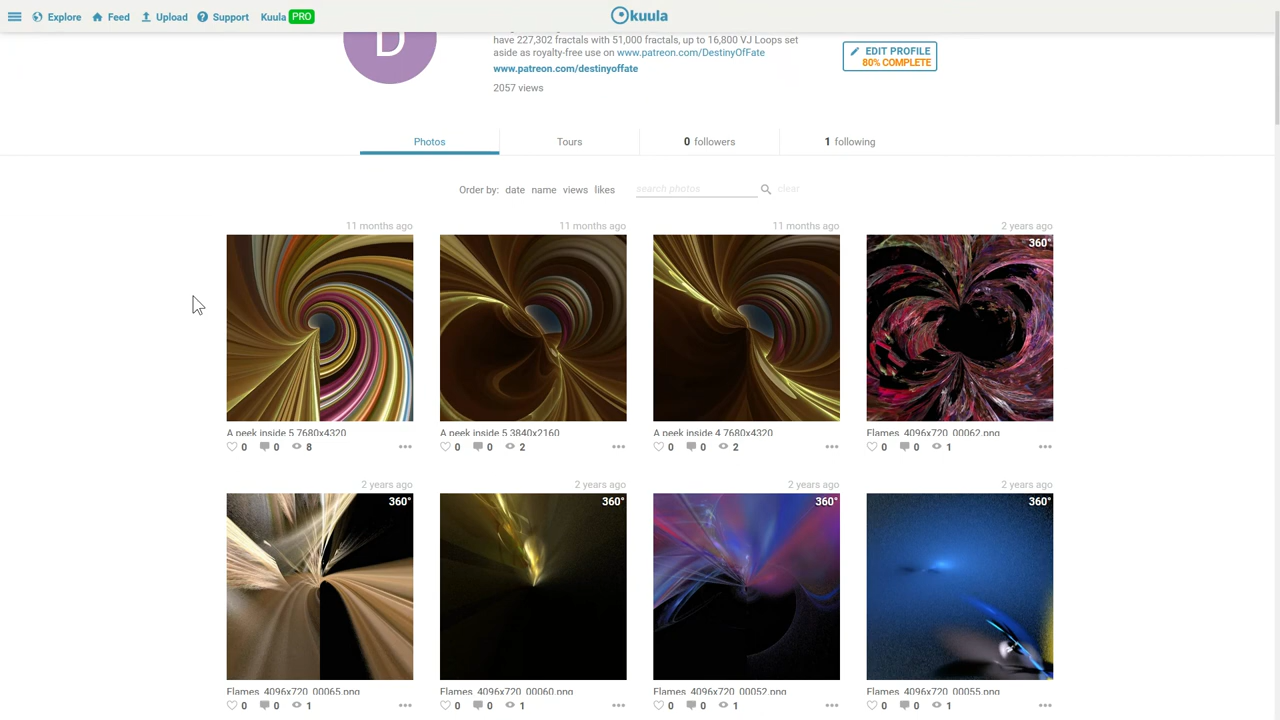 Explore Feed Upload Support Kuula PRO kuula
D
have 227,302 fractals with 51,000 fractals, up to 16,800 VJ Loops set
aside as royalty-free use on www.patreon.com/DestinyOfFate
www.patreon.com/destinyoffate
2057 views
EDIT PROFILE
80% COMPLETE
Photos Tours 0 followers 1 following
Order by: date name views likes search photos clear
11 months ago 11 months ago 11 months ago 2 years ago
360°
A peek inside 5 7680x4320 A peek inside 5 3840x2160 A peek inside 4 7680x4320 Flames_4096x720_00062.png
0 0 8 0 0 2 0 0 2 0 0 1
2 years ago 2 years ago 2 years ago 2 years ago
360° 360° 360° 360°
Flames_4096x720_00065.png Flames_4096x720_00060.png Flames_4096x720_00052.png Flames_4096x720_00055.png
0 0 1 0 0 1 0 0 1 0 0 1